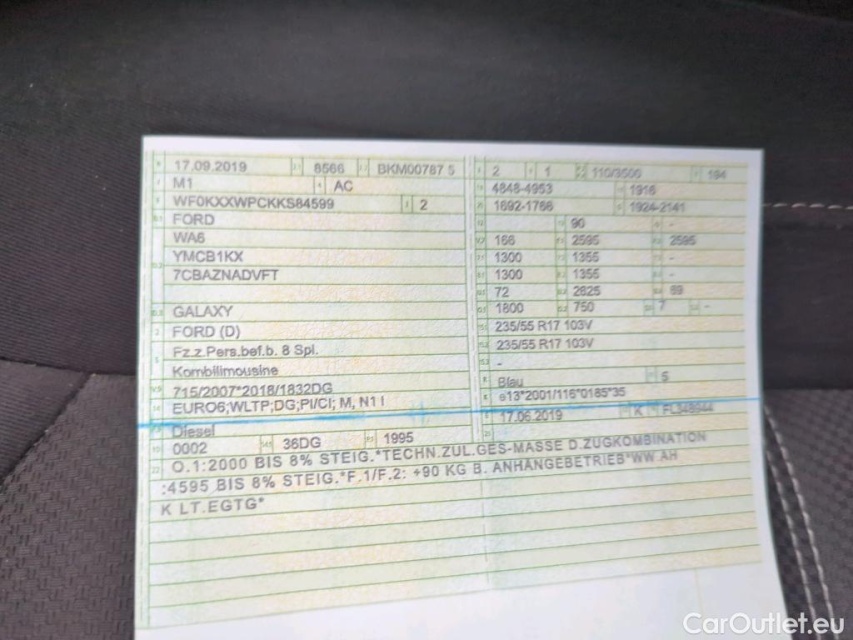 17.09.2019 8566 BKM00787 5
M1 AC
WF0KXXWPCKKS84599 2
FORD
WA6
YMCB1KX
7CBAZNADVFT
GALAXY
FORD (D)
Fz.z.Pers.bef.b. 8 Spl.
Kombilimousine
715/2007*2018/1832DG
EURO6;WLTP;DG;PI/CI; M, N1 I
Diesel
0002 36DG 1995
2 1 110/3500 194
4848-4953 1916
1692-1766 1924-2141
- 90 -
166 2595 2595
1300 1355 -
1300 1355 -
72 2825 69
1800 750 7 -
235/55 R17 103V
235/55 R17 103V
-
Blau 5
e13*2001/116*0185*35
17.06.2019 K
O.1:2000 BIS 8% STEIG.*TECHN.ZUL.GES-MASSE D.ZUGKOMBINATION
:4595 BIS 8% STEIG.*F.1/F.2: +90 KG B. ANHÄNGEBETRIEB*WW AH
K LT.EGTG*
CarOutlet.eu